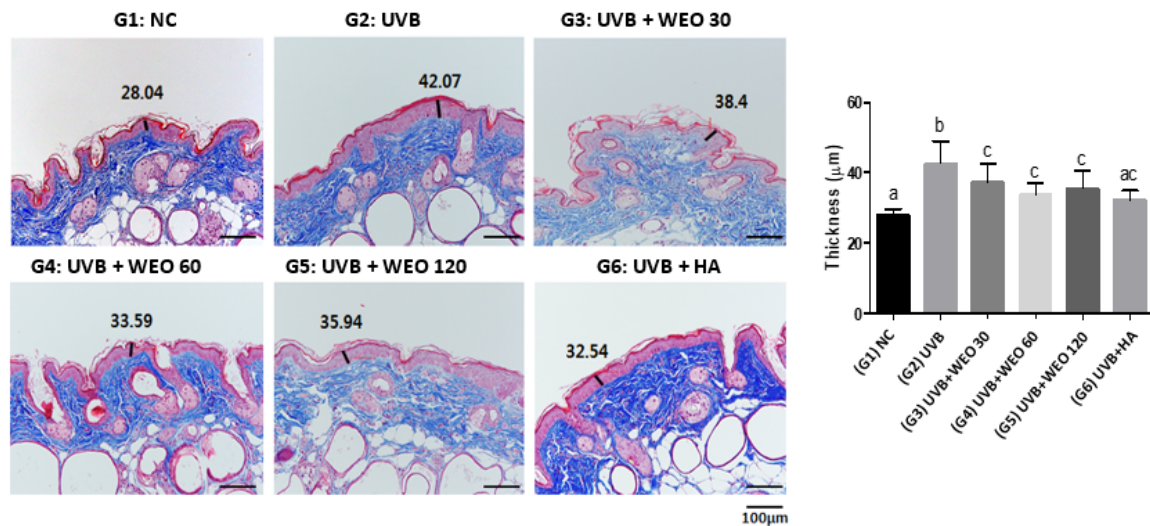 G1: NC
G2: UVB
G3: UVB + WEO 30
28.04
42.07
38.4
G4: UVB + WEO 60
G5: UVB + WEO 120
G6: UVB + HA
33.59
35.94
32.54
100μm
Thickness (μm)
60
40
20
0
a
b
c
c
c
ac
(G1) NC
(G2) UVB
(G3) UVB+WEO 30
(G4) UVB+WEO 60
(G5) UVB+WEO 120
(G6) UVB+HA